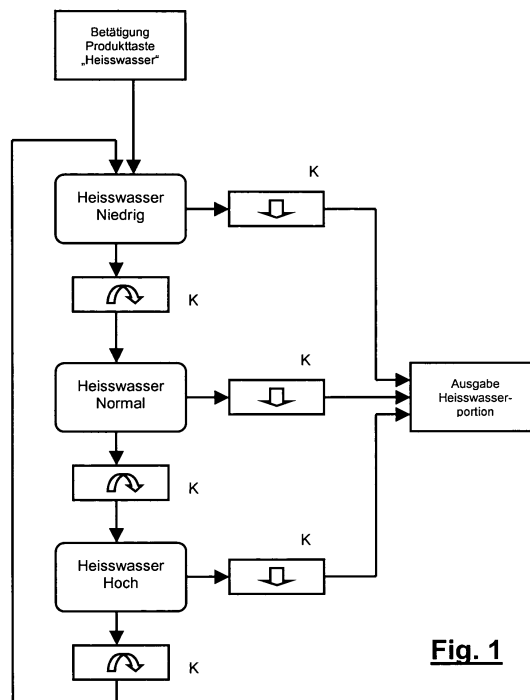 Betätigung
Produkttaste
„Heisswasser“
K
Heisswasser
Niedrig
K
K
Heisswasser
Normal
Ausgabe
Heisswasser-
portion
K
K
Heisswasser
Hoch
K
Fig. 1